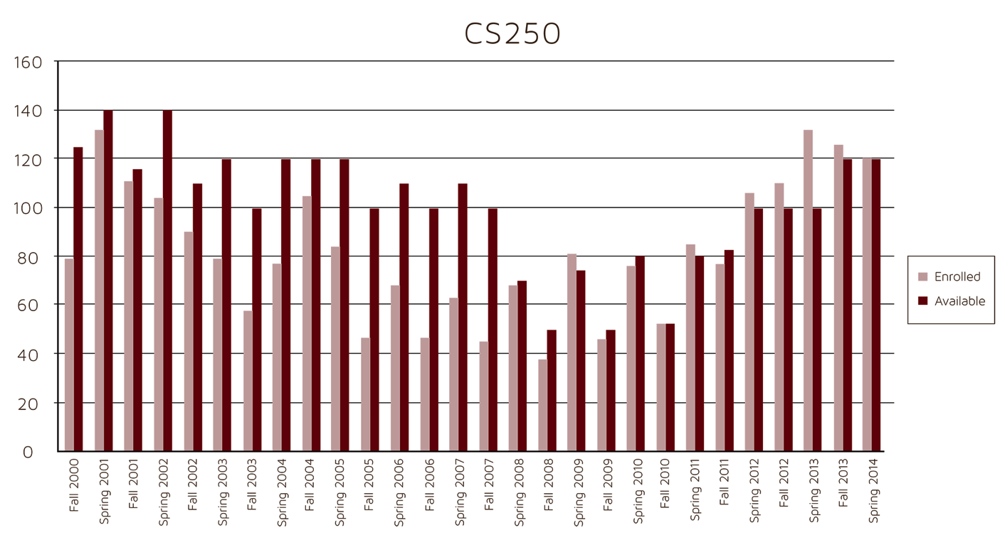 CS250
160
140
120
100
80
60
40
20
0
Fall 2000
Spring 2001
Fall 2001
Spring 2002
Fall 2002
Spring 2003
Fall 2003
Spring 2004
Fall 2004
Spring 2005
Fall 2005
Spring 2006
Fall 2006
Spring 2007
Fall 2007
Spring 2008
Fall 2008
Spring 2009
Fall 2009
Spring 2010
Fall 2010
Spring 2011
Fall 2011
Spring 2012
Fall 2012
Spring 2013
Fall 2013
Spring 2014
Enrolled
Available